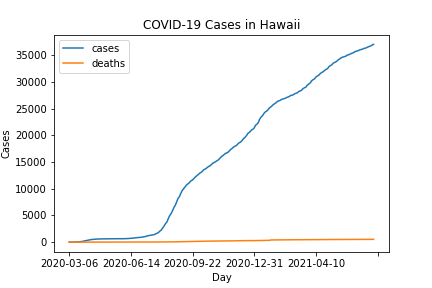 COVID-19 Cases in Hawaii
cases
deaths
35000
30000
25000
20000
15000
10000
5000
0
Cases
2020-03-06 2020-06-14 2020-09-22 2020-12-31 2021-04-10
Day